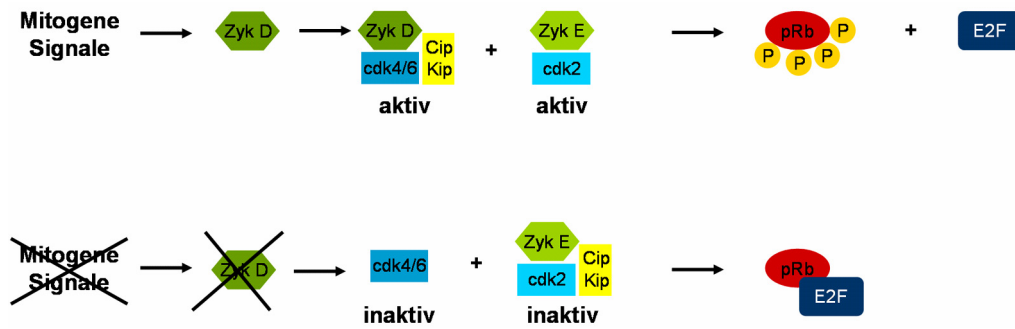 Mitogene
Signale
Zyk D
Zyk D
cdk4/6
Cip
Kip
aktiv
+
Zyk E
cdk2
aktiv
pRb
P
P
P
P
+
E2F
Mitogene
Signale
Zyk D
cdk4/6
inaktiv
+
Zyk E
cdk2
Cip
Kip
inaktiv
pRb
E2F